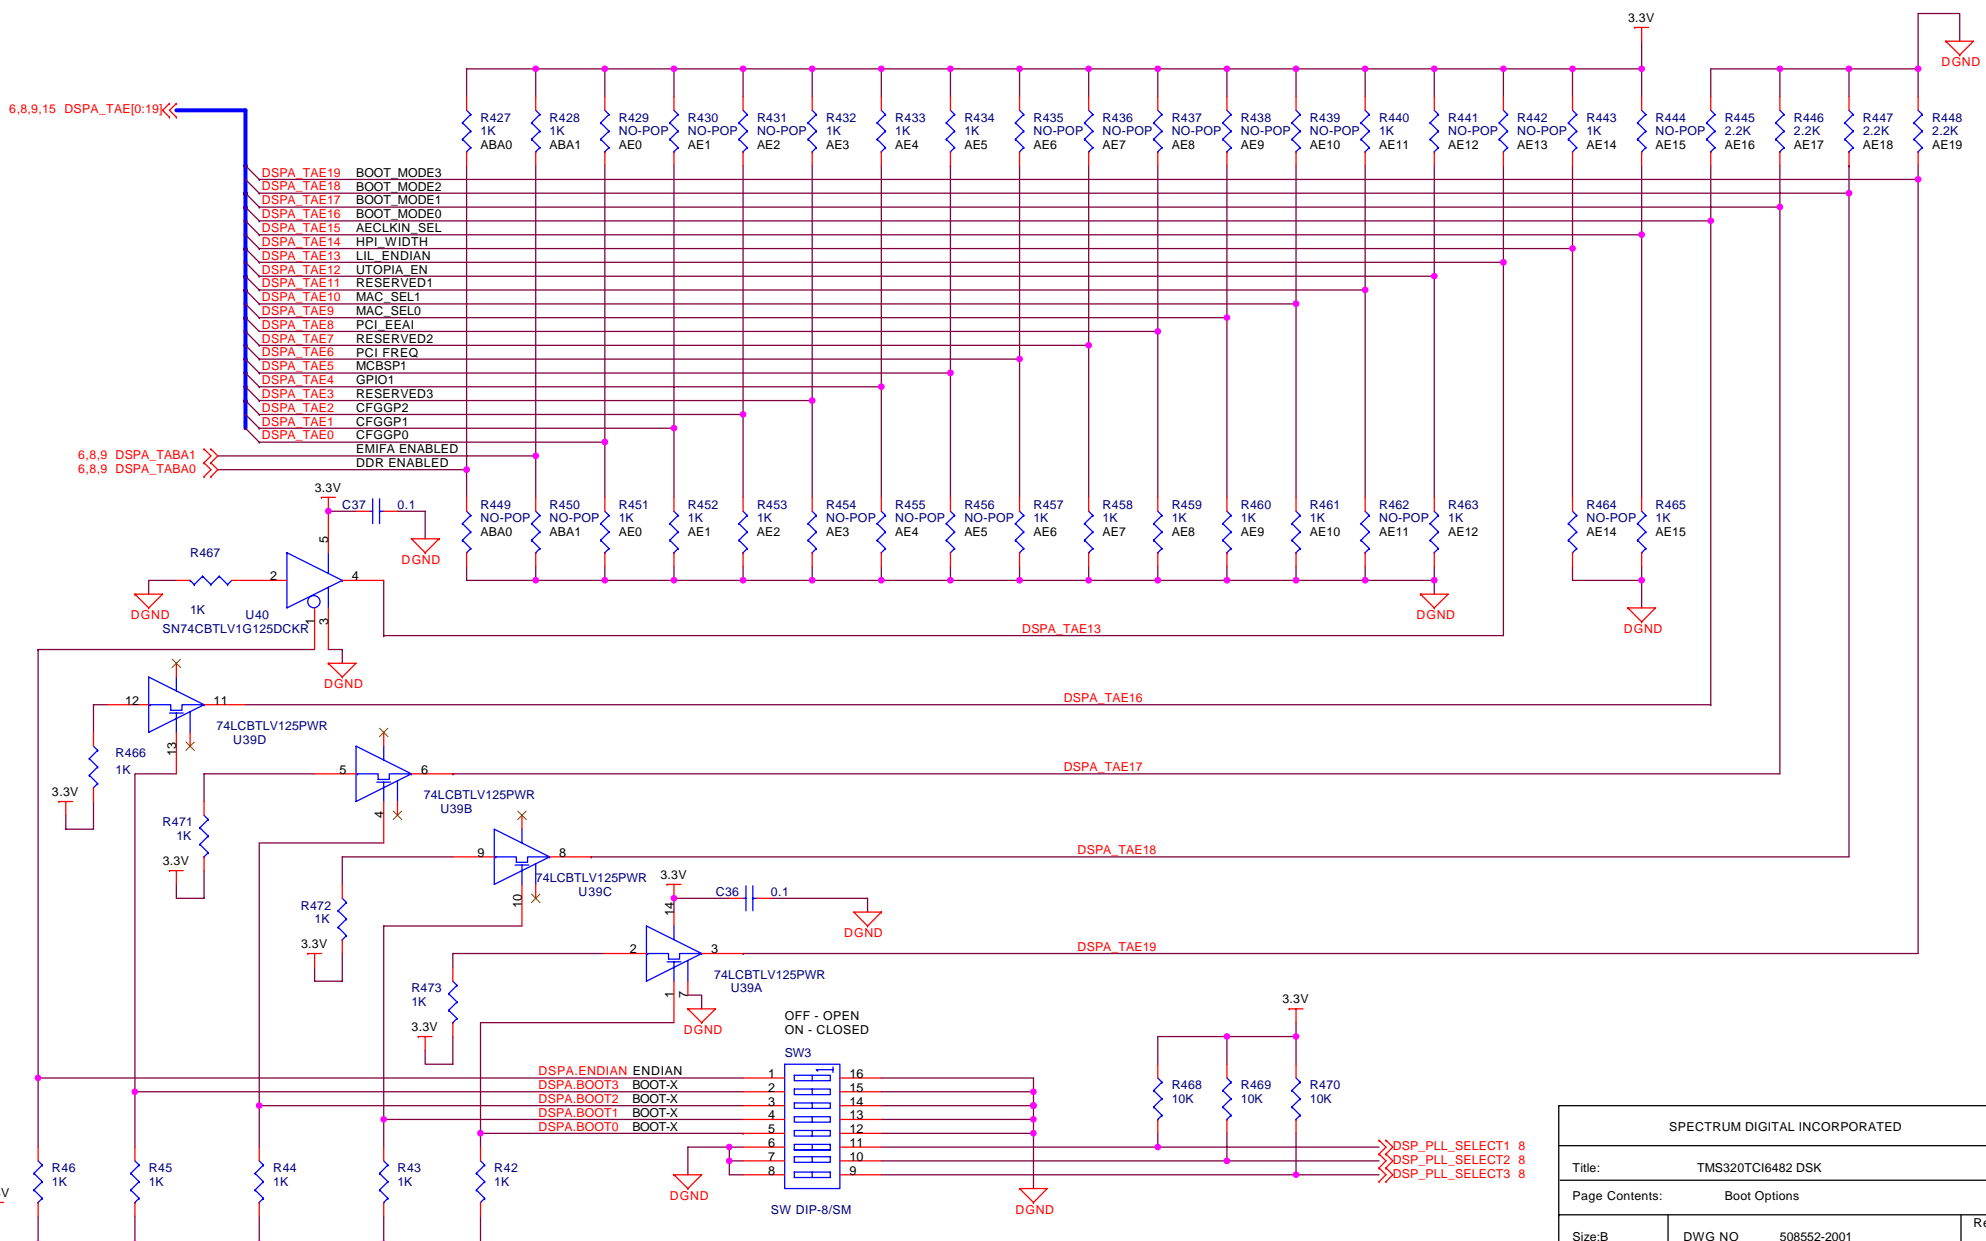 3.3V
DGND
6,8,9,15 DSPA_TAE[0:19]
R427 1K ABA0
R428 1K ABA1
R429 NO-POP AE0
R430 NO-POP AE1
R431 NO-POP AE2
R432 1K AE3
R433 1K AE4
R434 1K AE5
R435 NO-POP AE6
R436 NO-POP AE7
R437 NO-POP AE8
R438 NO-POP AE9
R439 NO-POP AE10
R440 1K AE11
R441 NO-POP AE12
R442 NO-POP AE13
R443 1K AE14
R444 NO-POP AE15
R445 2.2K AE16
R446 2.2K AE17
R447 2.2K AE18
R448 2.2K AE19
DSPA_TAE19 BOOT_MODE3
DSPA_TAE18 BOOT_MODE2
DSPA_TAE17 BOOT_MODE1
DSPA_TAE16 BOOT_MODE0
DSPA_TAE15 AECLKIN_SEL
DSPA_TAE14 HPI_WIDTH
DSPA_TAE13 LIL_ENDIAN
DSPA_TAE12 UTOPIA_EN
DSPA_TAE11 RESERVED1
DSPA_TAE10 MAC_SEL1
DSPA_TAE9 MAC_SEL0
DSPA_TAE8 PCI_EEAI
DSPA_TAE7 RESERVED2
DSPA_TAE6 PCI FREQ
DSPA_TAE5 MCBSP1
DSPA_TAE4 GPIO1
DSPA_TAE3 RESERVED3
DSPA_TAE2 CFGGP2
DSPA_TAE1 CFGGP1
DSPA_TAE0 CFGGP0
6,8,9 DSPA_TABA1 EMIFA ENABLED
6,8,9 DSPA_TABA0 DDR ENABLED
R449 NO-POP ABA0
R450 NO-POP ABA1
R451 1K AE0
R452 1K AE1
R453 1K AE2
R454 NO-POP AE3
R455 NO-POP AE4
R456 NO-POP AE5
R457 1K AE6
R458 1K AE7
R459 1K AE8
R460 1K AE9
R461 1K AE10
R462 NO-POP AE11
R463 1K AE12
R464 NO-POP AE14
R465 1K AE15
3.3V
C37 0.1
5
DGND
R467
2 4
DGND
1K U40
SN74CBTLV1G125DCKR
1 3
DGND
DGND
DGND
DSPA_TAE13
12 11
DSPA_TAE16
74LCBTLV125PWR
U39D
13
R466
1K
3.3V
5 6
DSPA_TAE17
74LCBTLV125PWR
U39B
4
R471
1K
3.3V
9 8
DSPA_TAE18
74LCBTLV125PWR
U39C
10
R472
1K
3.3V
3.3V
C36 0.1
14
DGND
2 3
DSPA_TAE19
74LCBTLV125PWR
U39A
1 7
DGND
R473
1K
3.3V
OFF - OPEN
ON - CLOSED
SW3
DSPA.ENDIAN ENDIAN 1 16
DSPA.BOOT3 BOOT-X 2 15
DSPA.BOOT2 BOOT-X 3 14
DSPA.BOOT1 BOOT-X 4 13
DSPA.BOOT0 BOOT-X 5 12
6 11
7 10
8 9
1
DGND
SW DIP-8/SM
DGND
3.3V
R468 10K
R469 10K
R470 10K
DSP_PLL_SELECT1 8
DSP_PLL_SELECT2 8
DSP_PLL_SELECT3 8
R46 1K
R45 1K
R44 1K
R43 1K
R42 1K
V
SPECTRUM DIGITAL INCORPORATED
Title: TMS320TCI6482 DSK
Page Contents: Boot Options
Size:B DWG NO 508552-2001
Re